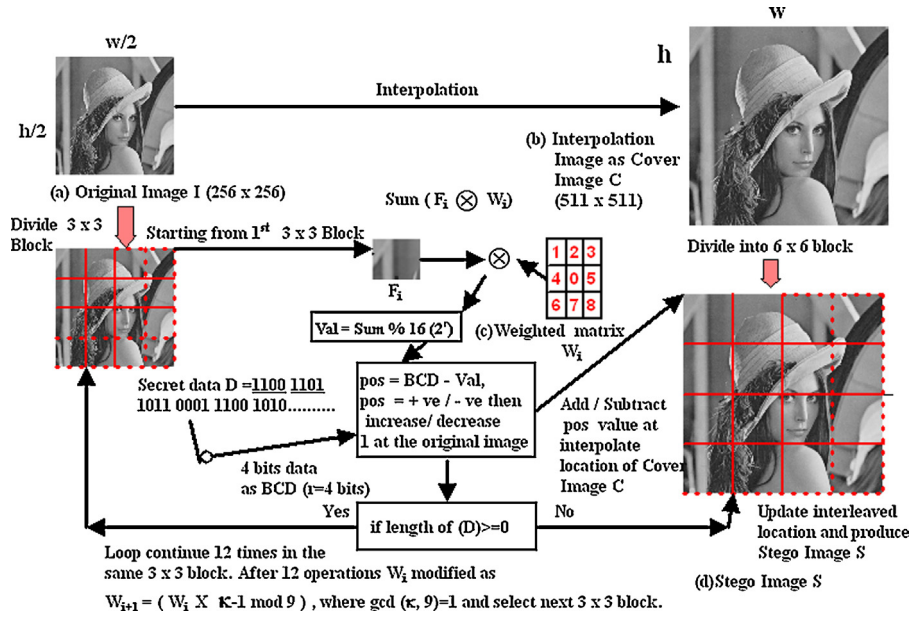 w/2
w
h
h/2
Interpolation
(b) Interpolation
Image as Cover
Image C
(511 x 511)
(a) Original Image I (256 x 256)
Sum ( Fi ⊗ Wi)
Divide 3 x 3
Block
Starting from 1st 3 x 3 Block
Divide into 6 x 6 block
⊗
1 2 3
4 0 5
6 7 8
Fi
Val = Sum % 16 (2r)
(c)Weighted matrix
Wi
Secret data D =1100 1101
1011 0001 1100 1010..........
pos = BCD - Val,
pos = + ve / - ve then
increase/ decrease
1 at the original image
Add / Subtract
pos value at
interpolate
location of Cover
Image C
4 bits data
as BCD (r=4 bits)
Yes
if length of (D)>=0
No
Update interleaved
location and produce
Stego Image S
(d)Stego Image S
Loop continue 12 times in the
same 3 x 3 block. After 12 operations Wi modified as
Wi+1 = ( Wi X κ-1 mod 9 ) , where gcd (κ, 9)=1 and select next 3 x 3 block.